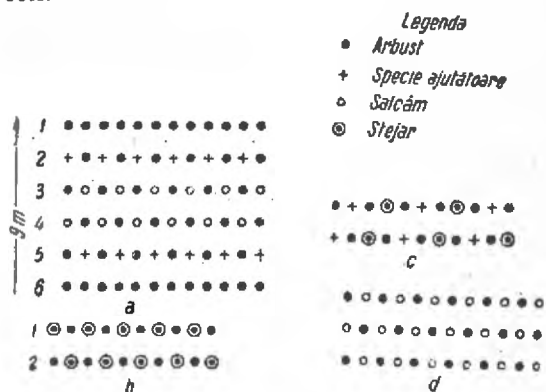 Legenda
Arbust
+ Specie ajutătoare
Salcâm
Stejar
1
2
3
4
5
6
9m
a
1
2
b
c
d